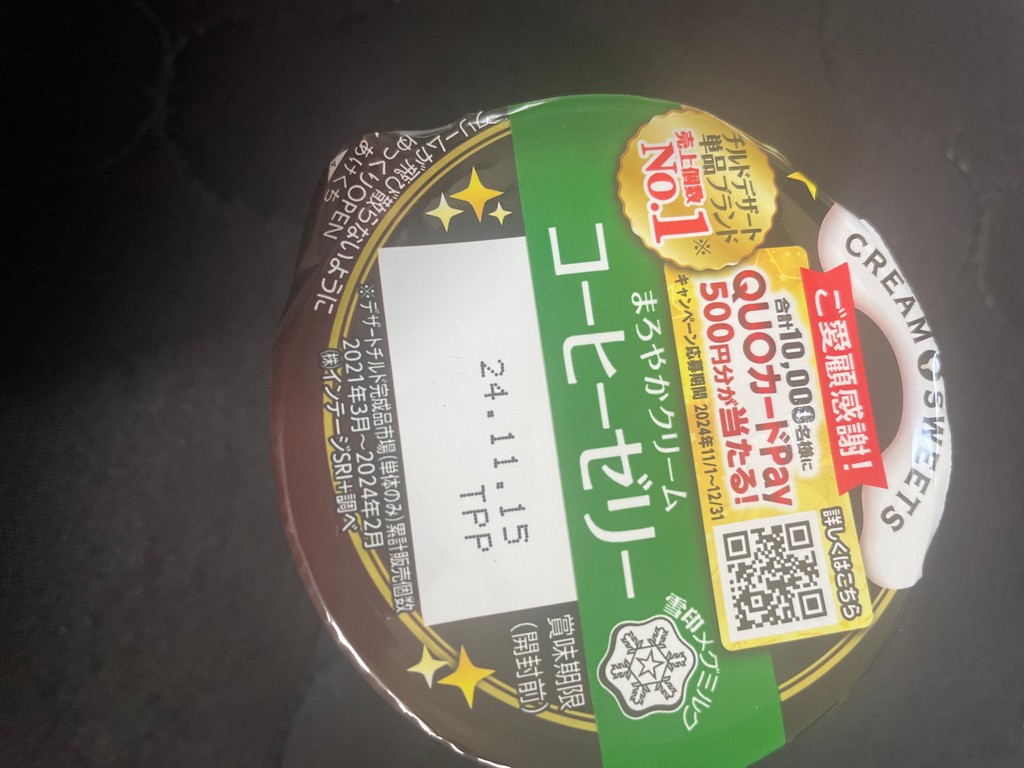 CREAM SWEETS
ご愛顧感謝!
合計10,000名様に
QUOカードPay
500円分が当たる!
キャンペーン応募期間 2024年11/1~12/31
詳しくはこちら
チルドデザート
単品ブランド
売上個数※
No.1
まろやかクリーム
コーヒーゼリー
雪印メグミルク
24.11.15
TPP
賞味期限
(開封前)
※デザートチルド完成品市場(単体のみ)累計販売個数
2021年3月~2024年2月
(株)インテージSRI+調べ
クリームが飛び散らないように
ゆっくりOPEN
あけくち